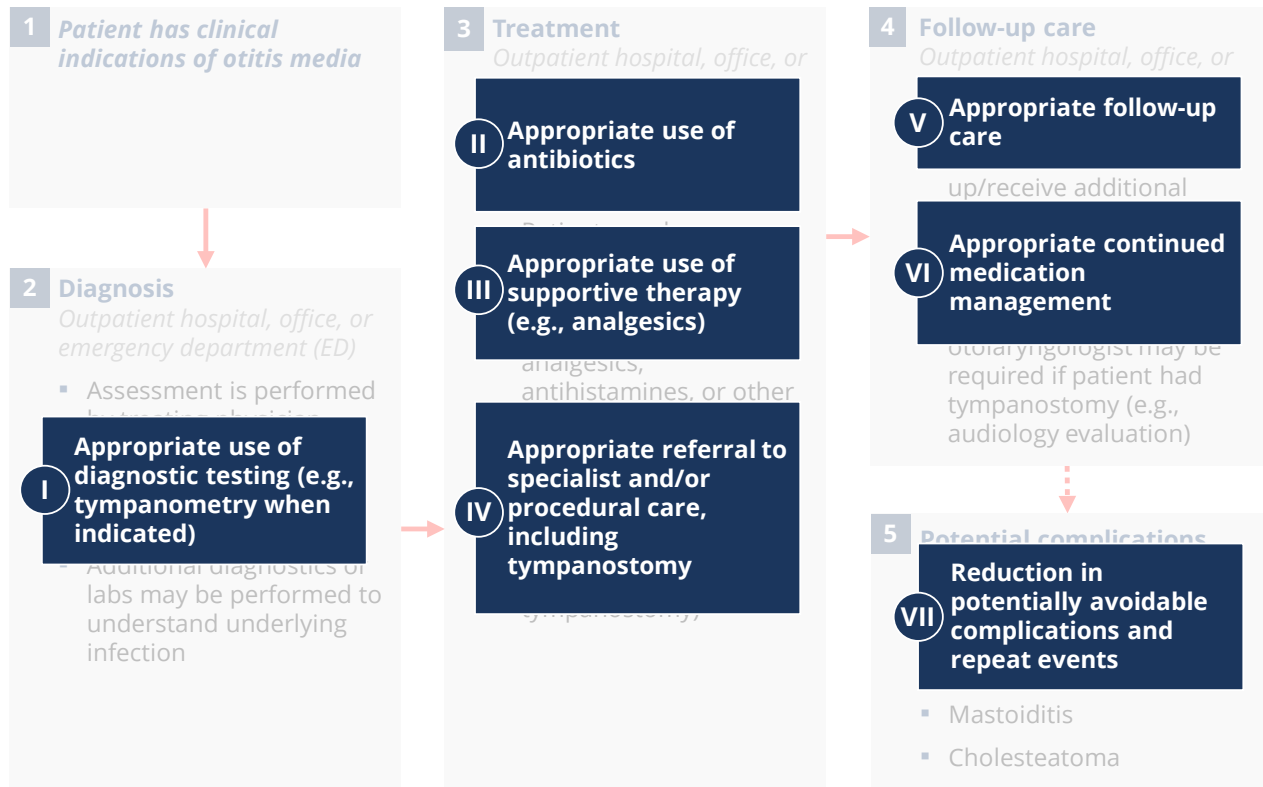 1
Patient has clinical
indications of otitis media
2
Diagnosis
Outpatient hospital, office, or
emergency department (ED)
▪ Assessment is performed
by treating physician
I
Appropriate use of
diagnostic testing (e.g.,
tympanometry when
indicated)
- Additional diagnostics or
labs may be performed to
understand underlying
infection
3
Treatment
Outpatient hospital, office, or
II
Appropriate use of
antibiotics
III
Appropriate use of
supportive therapy
(e.g., analgesics)
analgesics,
antihistamines, or other
IV
Appropriate referral to
specialist and/or
procedural care,
including
tympanostomy
tympanostomy)
4
Follow-up care
Outpatient hospital, office, or
V
Appropriate follow-up
care
up/receive additional
VI
Appropriate continued
medication
management
otolaryngologist may be
required if patient had
tympanostomy (e.g.,
audiology evaluation)
5
Potential complications
VII
Reduction in
potentially avoidable
complications and
repeat events
▪ Mastoiditis
▪ Cholesteatoma